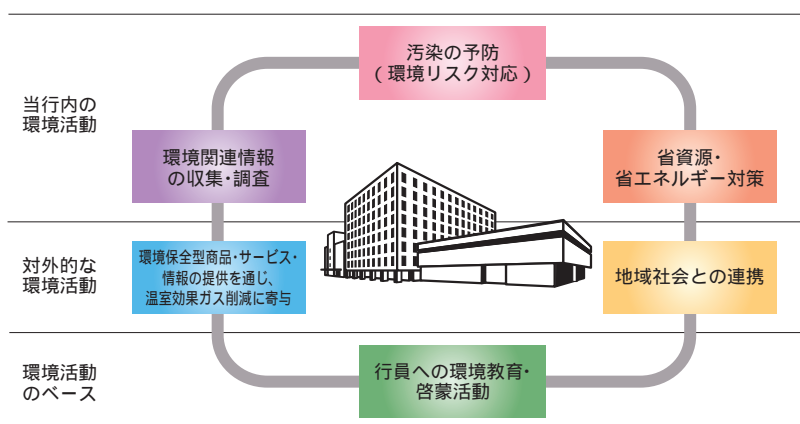 汚染の予防
（環境リスク対応）
当行内の
環境活動
環境関連情報
の収集・調査
省資源・
省エネルギー対策
対外的な
環境活動
環境保全型商品・サービス・
情報の提供を通じ、
温室効果ガス削減に寄与
地域社会との連携
環境活動
のベース
行員への環境教育・
啓蒙活動